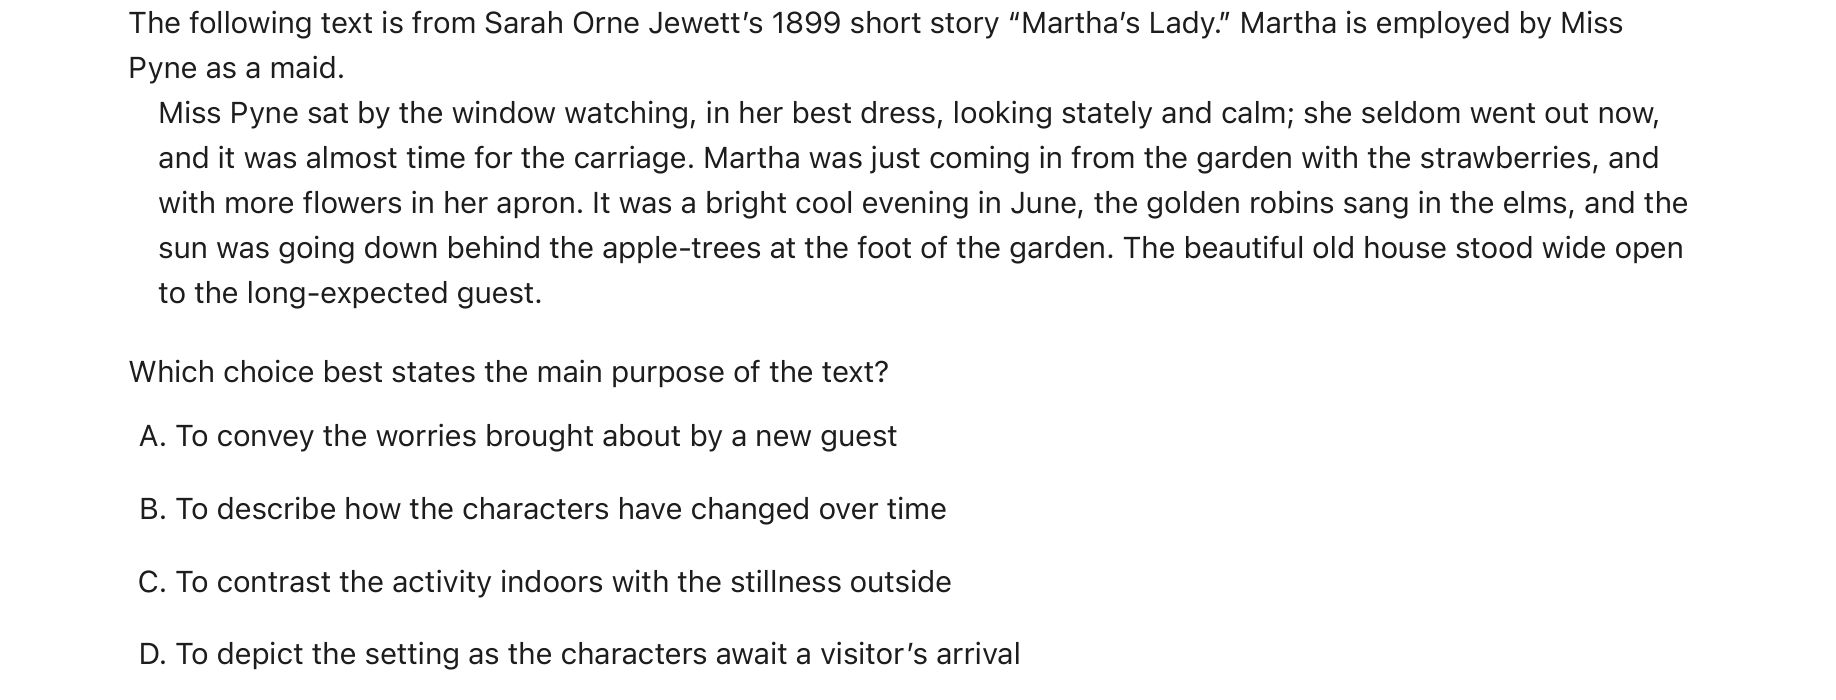 The following text is from Sarah Orne Jewett’s 1899 short story “Martha’s Lady.” Martha is employed by Miss
Pyne as a maid.
Miss Pyne sat by the window watching, in her best dress, looking stately and calm; she seldom went out now,
and it was almost time for the carriage. Martha was just coming in from the garden with the strawberries, and
with more flowers in her apron. It was a bright cool evening in June, the golden robins sang in the elms, and the
sun was going down behind the apple-trees at the foot of the garden. The beautiful old house stood wide open
to the long-expected guest.
Which choice best states the main purpose of the text?
A. To convey the worries brought about by a new guest
B. To describe how the characters have changed over time
C. To contrast the activity indoors with the stillness outside
D. To depict the setting as the characters await a visitor’s arrival